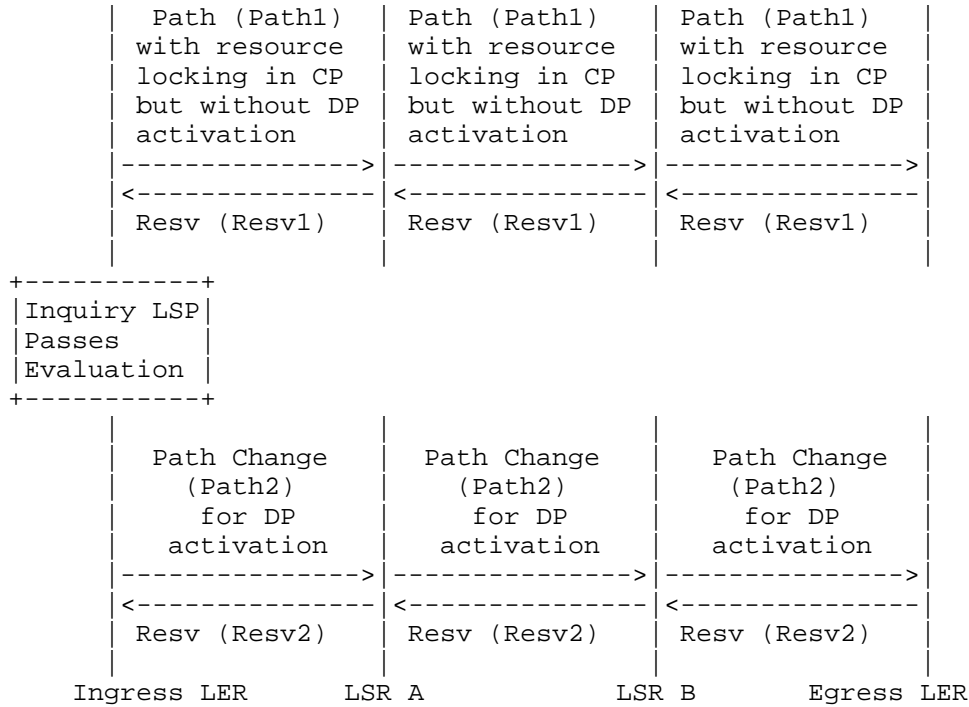 Path (Path1) Path (Path1) Path (Path1)
with resource with resource with resource
locking in CP locking in CP locking in CP
but without DP but without DP but without DP
activation activation activation
Resv (Resv1) Resv (Resv1) Resv (Resv1)
Inquiry LSP
Passes
Evaluation
Path Change Path Change Path Change
(Path2) (Path2) (Path2)
for DP for DP for DP
activation activation activation
Resv (Resv2) Resv (Resv2) Resv (Resv2)
Ingress LER LSR A LSR B Egress LER